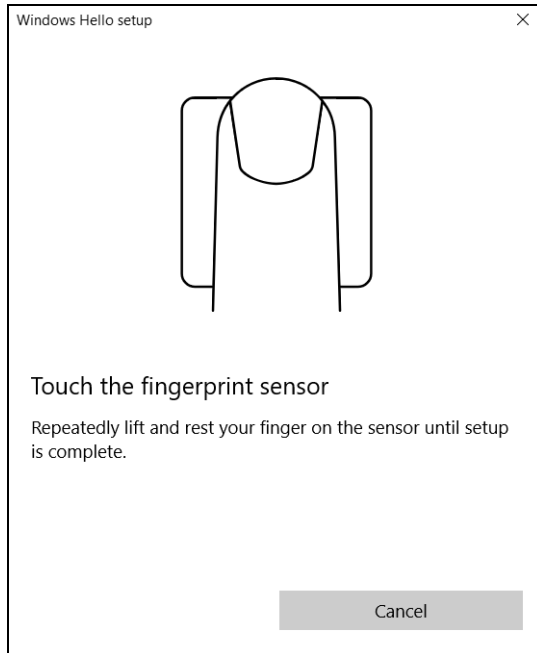 Windows Hello setup
Touch the fingerprint sensor
Repeatedly lift and rest your finger on the sensor until setup
is complete.
Cancel